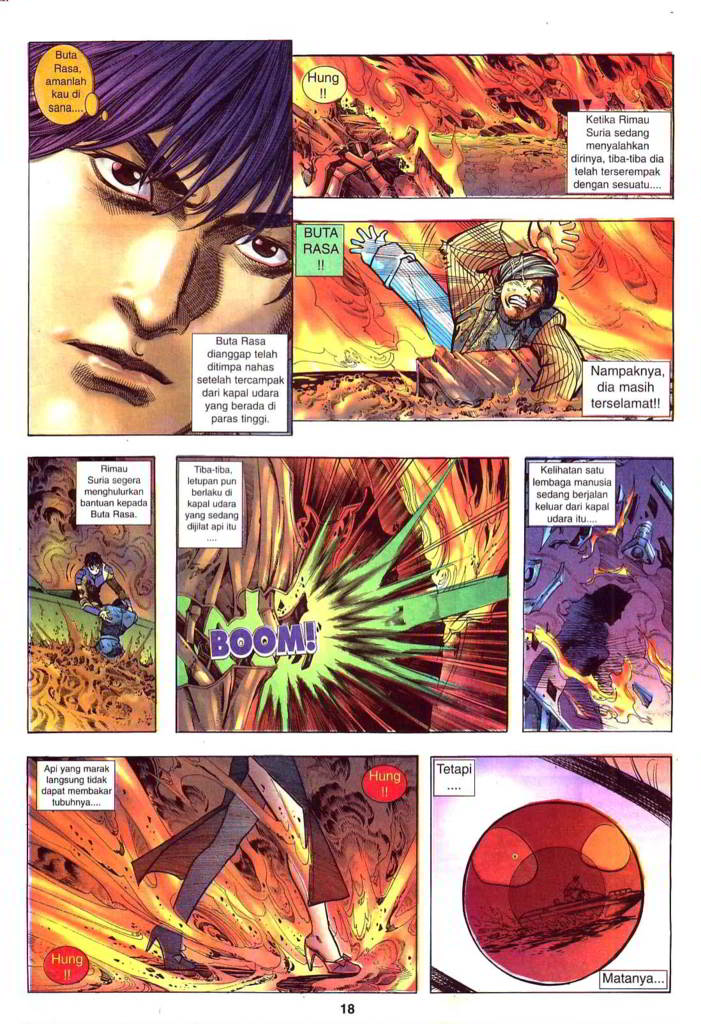 Buta
Rasa,
amanlah
kau di
sana....
Buta Rasa
dianggap telah
ditimpa nahas
setelah tercampak
dari kapal udara
yang berada di
paras tinggi.
Hung
!!
Ketika Rimau
Suria sedang
menyalahkan
dirinya, tiba-tiba dia
telah terserempak
dengan sesuatu....
BUTA
RASA
!!
Nampaknya,
dia masih
terselamat!!
Rimau
Suria segera
menghulurkan
bantuan kepada
Buta Rasa.
Tiba-tiba,
letupan pun
berlaku di
kapal udara
yang sedang
dijilat api itu
....
BOOM!
Kelihatan satu
lembaga manusia
sedang berjalan
keluar dari kapal
udara itu....
Api yang marak
langsung tidak
dapat membakar
tubuhnya....
Hung
!!
Hung
!!
Tetapi
....
Matanya...
18